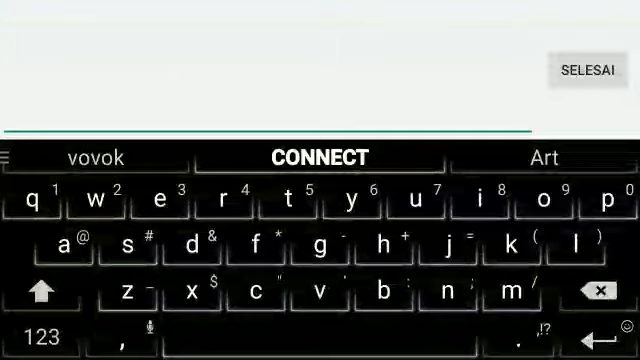 SELESAI
vovok CONNECT Art
q 1 w 2 e 3 r 4 t 5 y 6 u 7 i 8 o 9 p 0
a @ s # d & f * g - h + j = k ( l )
z _ x $ c " v ' b : n ; m /
123 , . ,!?